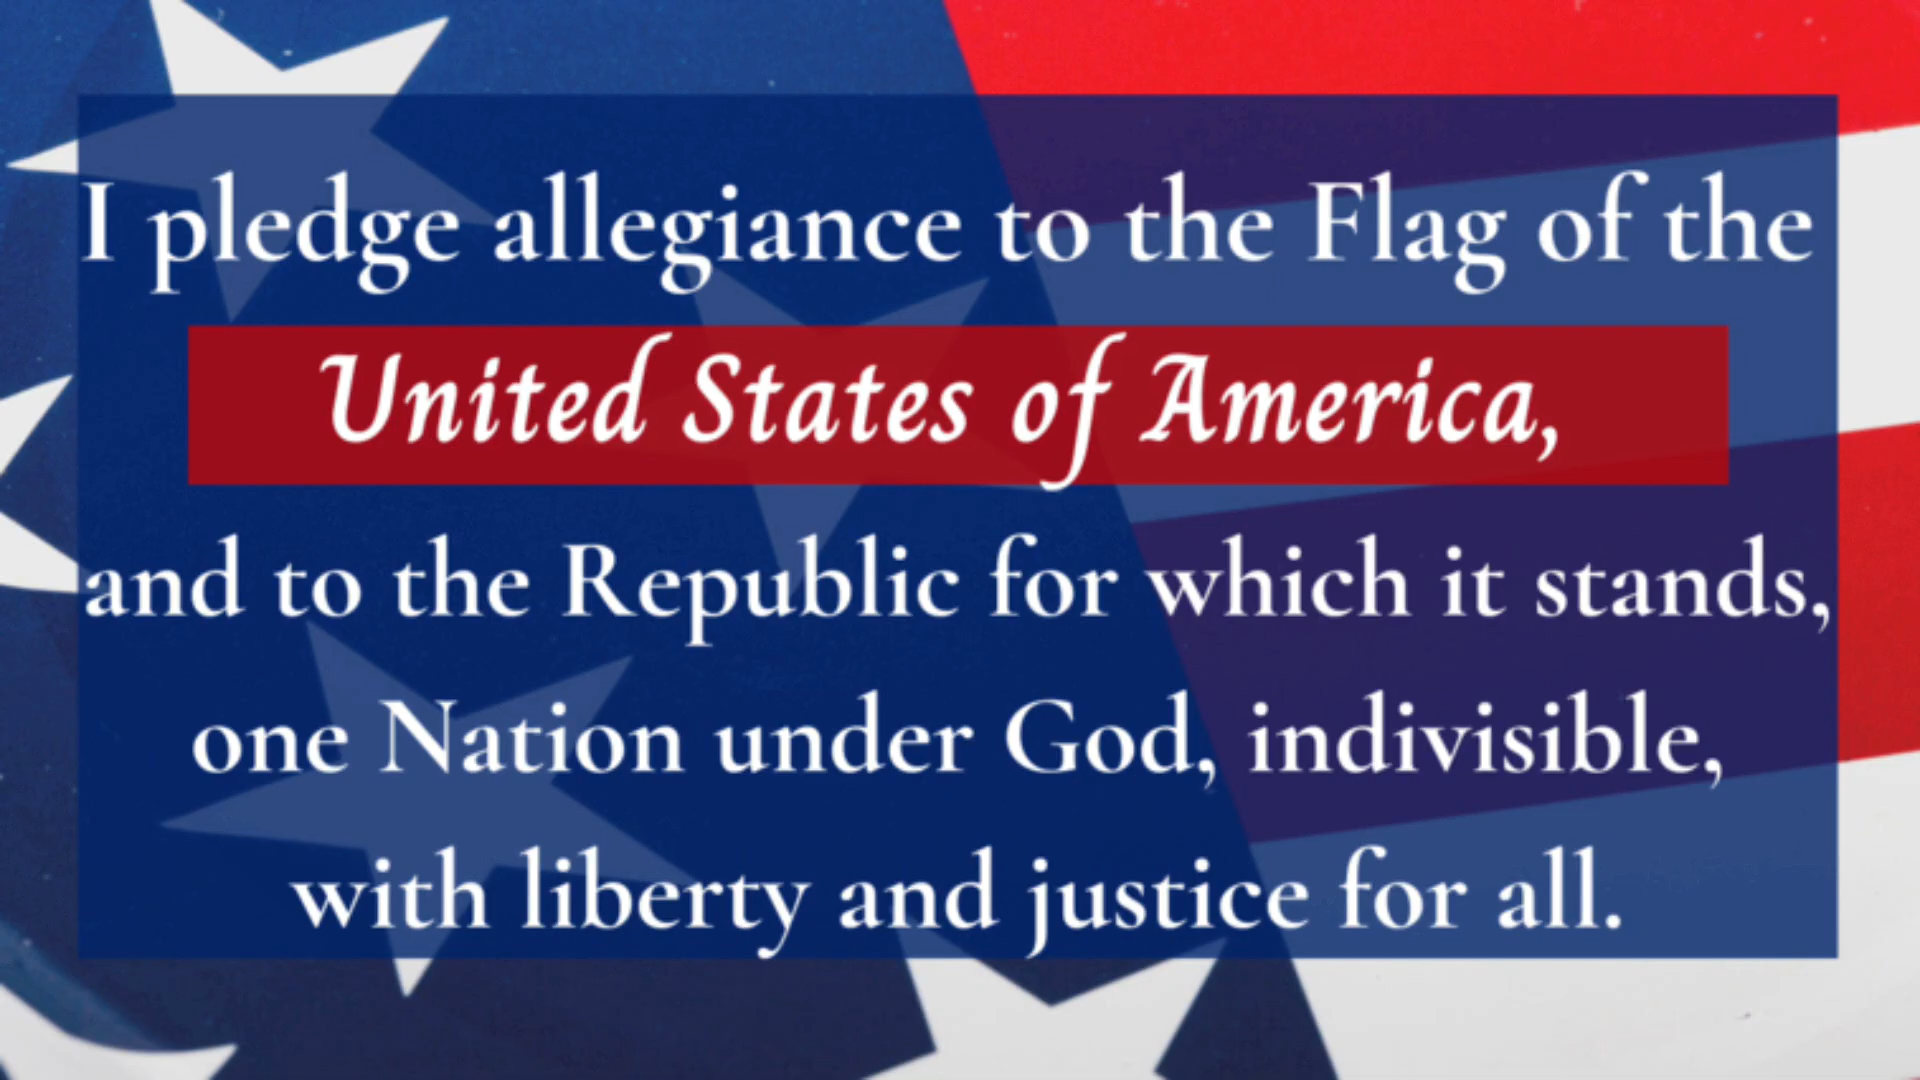 I pledge allegiance to the Flag of the
United States of America,
and to the Republic for which it stands,
one Nation under God, indivisible,
with liberty and justice for all.